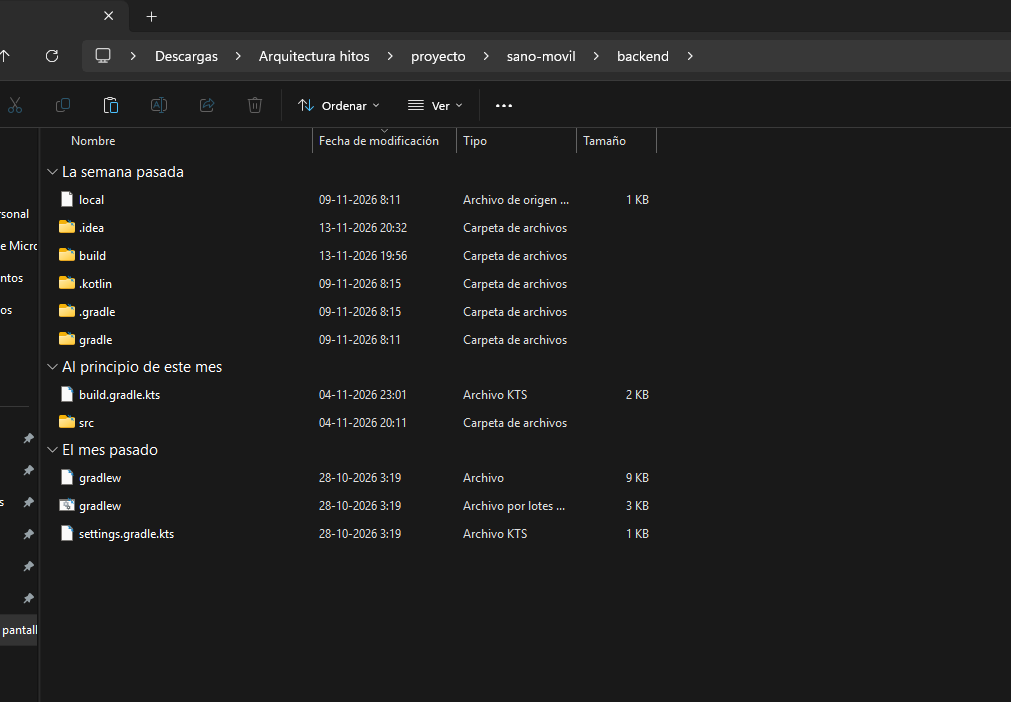 Descargas > Arquitectura hitos > proyecto > sano-movil > backend >
Ordenar Ver
Nombre Fecha de modificación Tipo Tamaño
La semana pasada
local 09-11-2026 8:11 Archivo de origen ... 1 KB
.idea 13-11-2026 20:32 Carpeta de archivos
build 13-11-2026 19:56 Carpeta de archivos
.kotlin 09-11-2026 8:15 Carpeta de archivos
.gradle 09-11-2026 8:15 Carpeta de archivos
gradle 09-11-2026 8:11 Carpeta de archivos
Al principio de este mes
build.gradle.kts 04-11-2026 23:01 Archivo KTS 2 KB
src 04-11-2026 20:11 Carpeta de archivos
El mes pasado
gradlew 28-10-2026 3:19 Archivo 9 KB
gradlew 28-10-2026 3:19 Archivo por lotes ... 3 KB
settings.gradle.kts 28-10-2026 3:19 Archivo KTS 1 KB
rsonal
e Micro
ntos
os
s
pantall